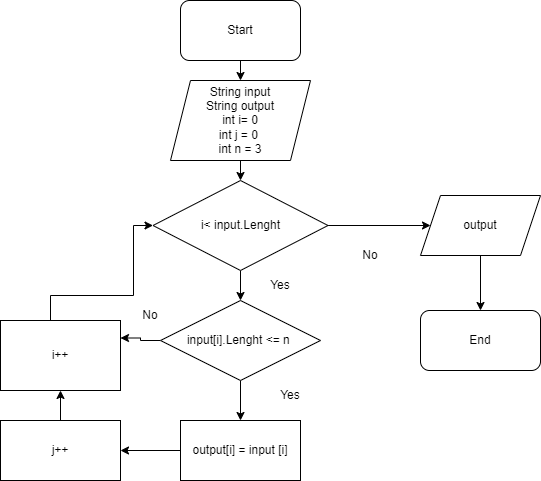 Start
String input
String output
int i= 0
int j = 0
int n = 3
i< input.Lenght
output
No
Yes
No
input[i].Lenght <= n
End
i++
Yes
j++
output[i] = input [i]